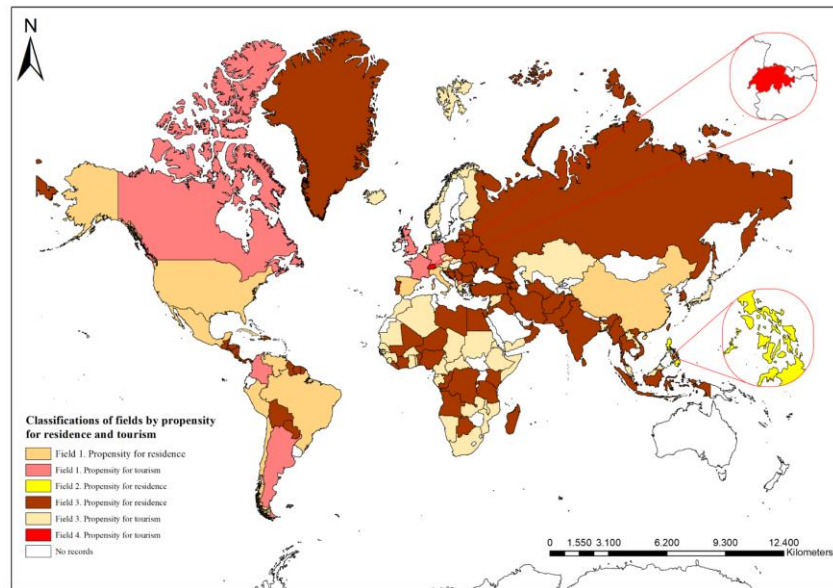 N
Classifications of fields by propensity
for residence and tourism
Field 1. Propensity for residence
Field 1. Propensity for tourism
Field 2. Propensity for residence
Field 3. Propensity for residence
Field 3. Propensity for tourism
Field 4. Propensity for tourism
No records
0 1.550 3.100 6.200 9.300 12.400
Kilometers